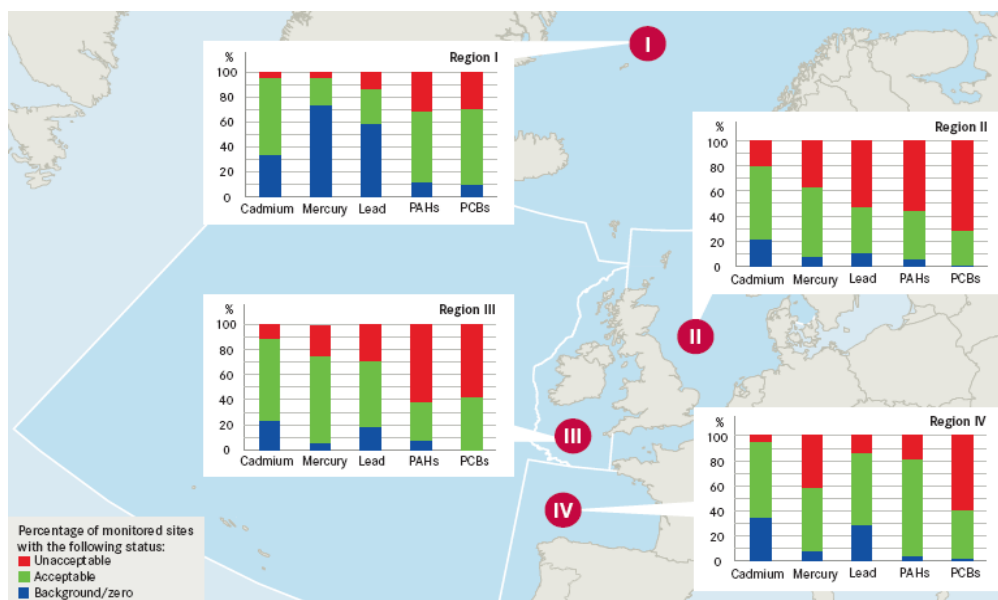 % Region I
100
80
60
40
20
0
Cadmium Mercury Lead PAHs PCBs
I
% Region II
100
80
60
40
20
0
Cadmium Mercury Lead PAHs PCBs
II
% Region III
100
80
60
40
20
0
Cadmium Mercury Lead PAHs PCBs
III
% Region IV
100
80
60
40
20
0
Cadmium Mercury Lead PAHs PCBs
IV
Percentage of monitored sites
with the following status:
Unacceptable
Acceptable
Background/zero